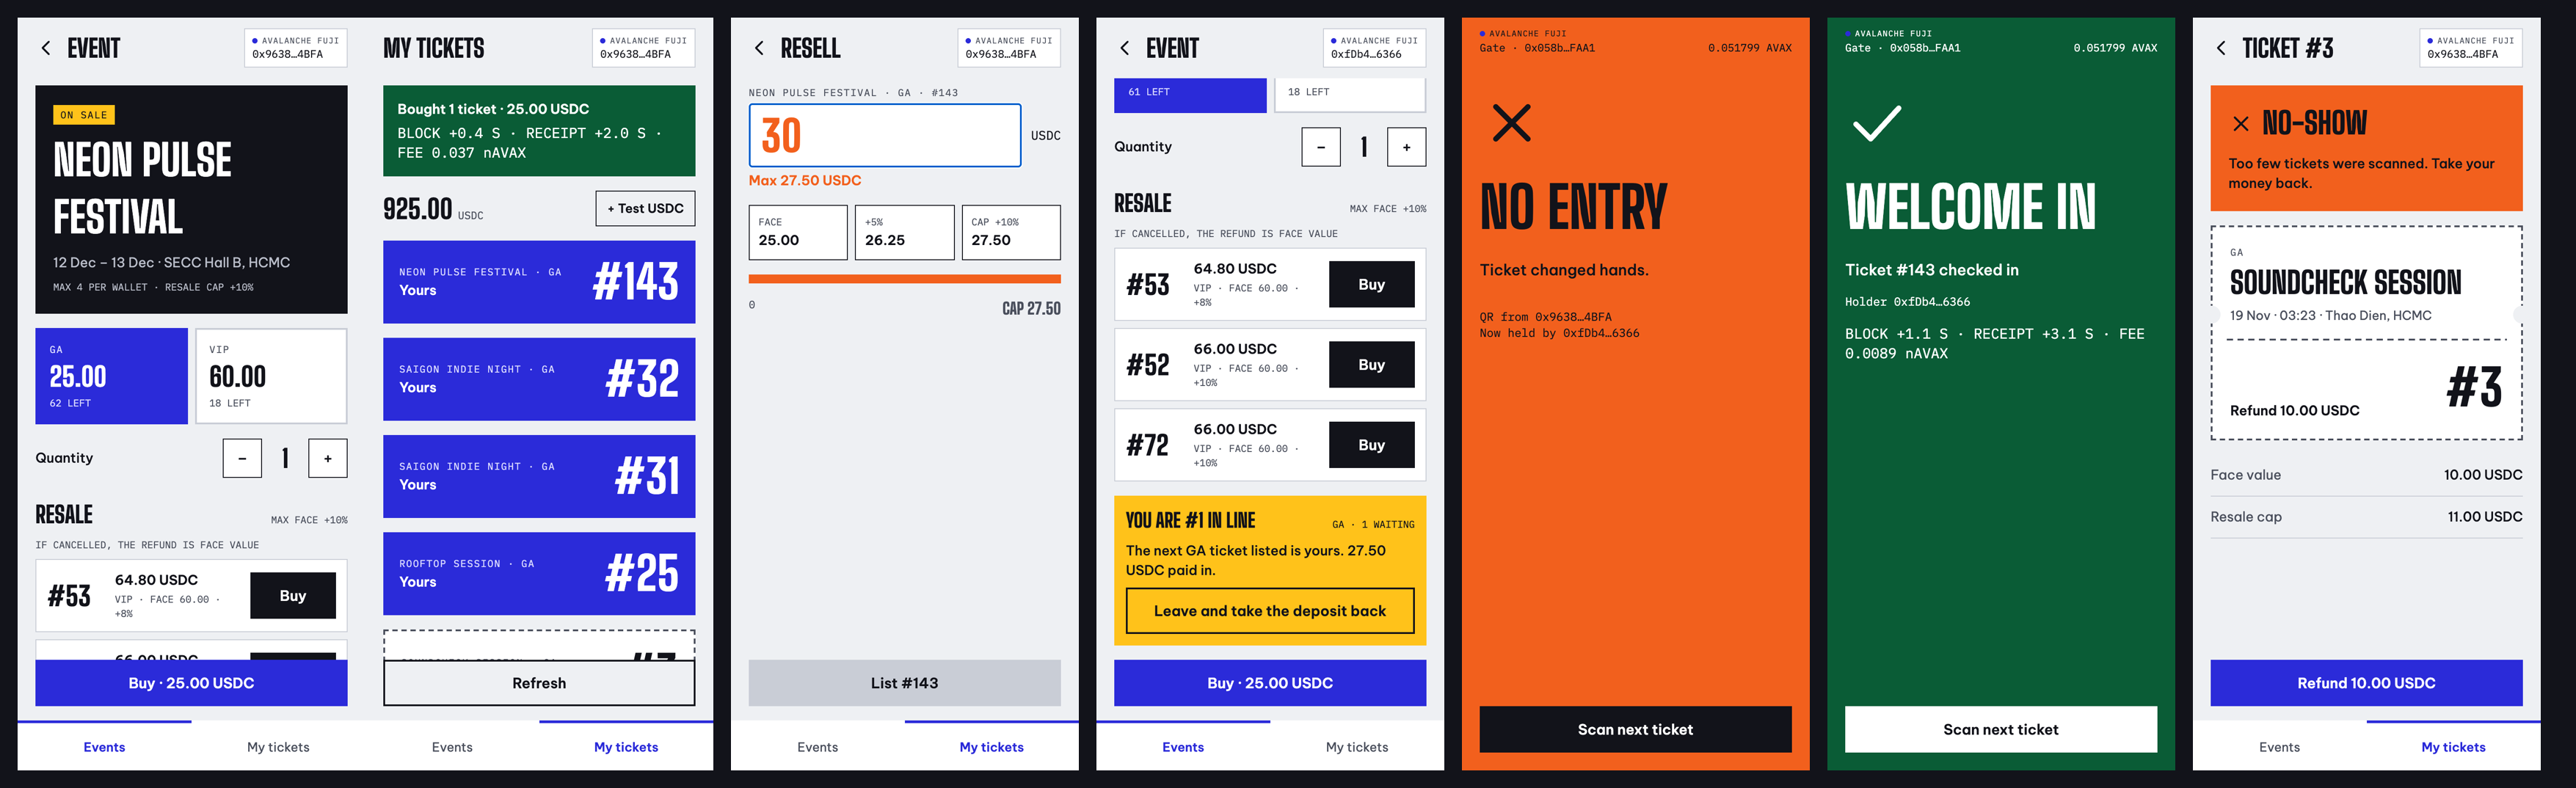 EVENT
AVALANCHE FUJI
0x9638…4BFA
ON SALE
NEON PULSE
FESTIVAL
12 Dec – 13 Dec · SECC Hall B, HCMC
MAX 4 PER WALLET · RESALE CAP +10%
GA
25.00
62 LEFT
VIP
60.00
18 LEFT
Quantity
−
1
+
RESALE
MAX FACE +10%
IF CANCELLED, THE REFUND IS FACE VALUE
#53
64.80 USDC
VIP · FACE 60.00 ·
+8%
Buy
66.00 USDC
Buy · 25.00 USDC
Events
My tickets
MY TICKETS
AVALANCHE FUJI
0x9638…4BFA
Bought 1 ticket · 25.00 USDC
BLOCK +0.4 S · RECEIPT +2.0 S ·
FEE 0.037 nAVAX
925.00 USDC
+ Test USDC
NEON PULSE FESTIVAL · GA
Yours
#143
SAIGON INDIE NIGHT · GA
Yours
#32
SAIGON INDIE NIGHT · GA
Yours
#31
ROOFTOP SESSION · GA
Yours
#25
Refresh
Events
My tickets
RESELL
AVALANCHE FUJI
0x9638…4BFA
NEON PULSE FESTIVAL · GA · #143
30
USDC
Max 27.50 USDC
FACE
25.00
+5%
26.25
CAP +10%
27.50
0
CAP 27.50
List #143
Events
My tickets
EVENT
AVALANCHE FUJI
0xfDb4…6366
61 LEFT
18 LEFT
Quantity
−
1
+
RESALE
MAX FACE +10%
IF CANCELLED, THE REFUND IS FACE VALUE
#53
64.80 USDC
VIP · FACE 60.00 ·
+8%
Buy
#52
66.00 USDC
VIP · FACE 60.00 ·
+10%
Buy
#72
66.00 USDC
VIP · FACE 60.00 ·
+10%
Buy
YOU ARE #1 IN LINE
GA · 1 WAITING
The next GA ticket listed is yours. 27.50
USDC paid in.
Leave and take the deposit back
Buy · 25.00 USDC
Events
My tickets
AVALANCHE FUJI
Gate · 0x058b…FAA1
0.051799 AVAX
NO ENTRY
Ticket changed hands.
QR from 0x9638…4BFA
Now held by 0xfDb4…6366
Scan next ticket
AVALANCHE FUJI
Gate · 0x058b…FAA1
0.051799 AVAX
WELCOME IN
Ticket #143 checked in
Holder 0xfDb4…6366
BLOCK +1.1 S · RECEIPT +3.1 S · FEE
0.0089 nAVAX
Scan next ticket
TICKET #3
AVALANCHE FUJI
0x9638…4BFA
NO-SHOW
Too few tickets were scanned. Take your
money back.
GA
SOUNDCHECK SESSION
19 Nov · 03:23 · Thao Dien, HCMC
#3
Refund 10.00 USDC
Face value
10.00 USDC
Resale cap
11.00 USDC
Refund 10.00 USDC
Events
My tickets